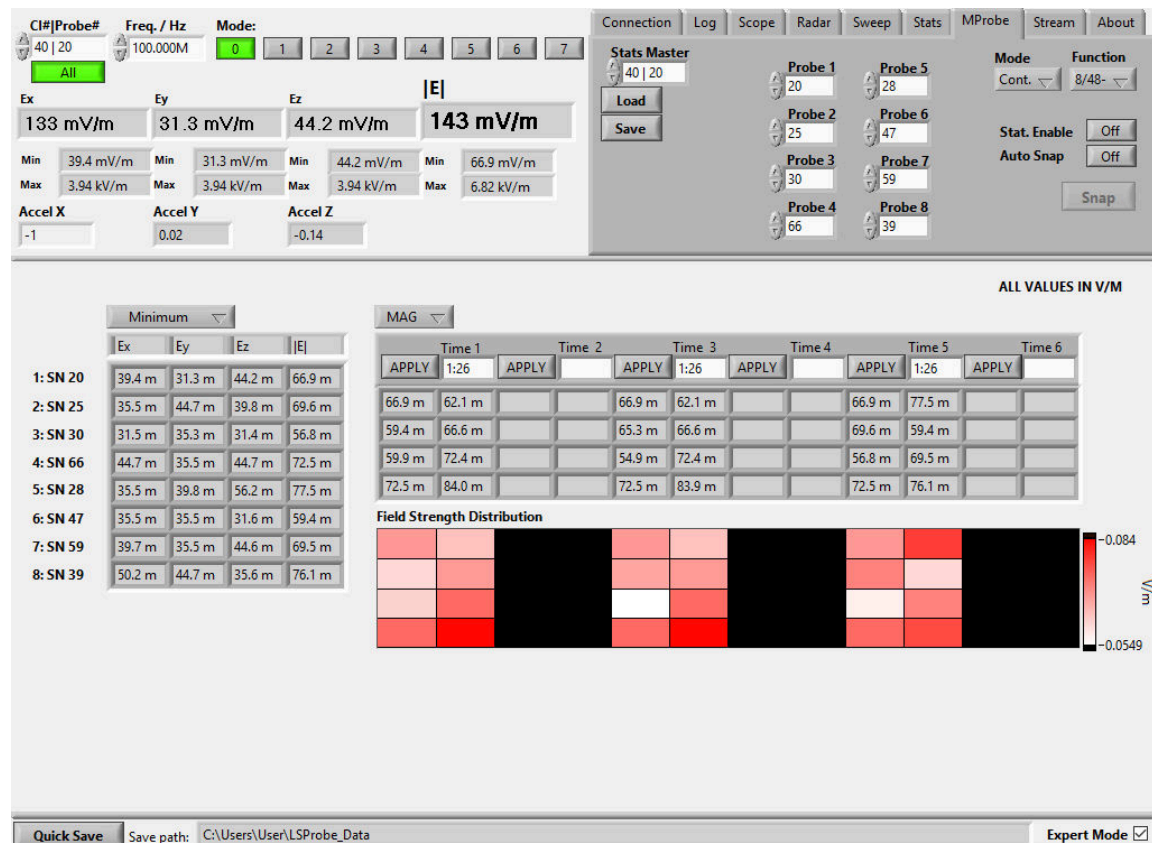 CI#|Probe# Freq. / Hz Mode:
40 | 20 100.000M 0 1 2 3 4 5 6 7
All
Ex Ey Ez |E|
133 mV/m 31.3 mV/m 44.2 mV/m 143 mV/m
Min 39.4 mV/m Min 31.3 mV/m Min 44.2 mV/m Min 66.9 mV/m
Max 3.94 kV/m Max 3.94 kV/m Max 3.94 kV/m Max 6.82 kV/m
Accel X Accel Y Accel Z
-1 0.02 -0.14
Connection Log Scope Radar Sweep Stats MProbe Stream About
Stats Master
40 | 20
Load
Save
Probe 1 Probe 5
20 28
Probe 2 Probe 6
25 47
Probe 3 Probe 7
30 59
Probe 4 Probe 8
66 39
Mode Function
Cont. 8/48-
Stat. Enable Off
Auto Snap Off
Snap
ALL VALUES IN V/M
Minimum
Ex Ey Ez |E|
1: SN 20 39.4 m 31.3 m 44.2 m 66.9 m
2: SN 25 35.5 m 44.7 m 39.8 m 69.6 m
3: SN 30 31.5 m 35.3 m 31.4 m 56.8 m
4: SN 66 44.7 m 35.5 m 44.7 m 72.5 m
5: SN 28 35.5 m 39.8 m 56.2 m 77.5 m
6: SN 47 35.5 m 35.5 m 31.6 m 59.4 m
7: SN 59 39.7 m 35.5 m 44.6 m 69.5 m
8: SN 39 50.2 m 44.7 m 35.6 m 76.1 m
MAG
Time 1 Time 2 Time 3 Time 4 Time 5 Time 6
APPLY 1:26 APPLY APPLY 1:26 APPLY APPLY 1:26 APPLY
66.9 m 62.1 m 66.9 m 62.1 m 66.9 m 77.5 m
59.4 m 66.6 m 65.3 m 66.6 m 69.6 m 59.4 m
59.9 m 72.4 m 54.9 m 72.4 m 56.8 m 69.5 m
72.5 m 84.0 m 72.5 m 83.9 m 72.5 m 76.1 m
Field Strength Distribution
-0.084
V/m
-0.0549
Quick Save Save path: C:\Users\User\LSProbe_Data Expert Mode